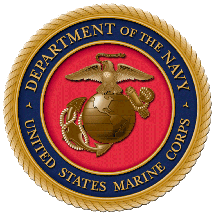 DEPARTMENT OF THE NAVY
UNITED STATES MARINE CORPS